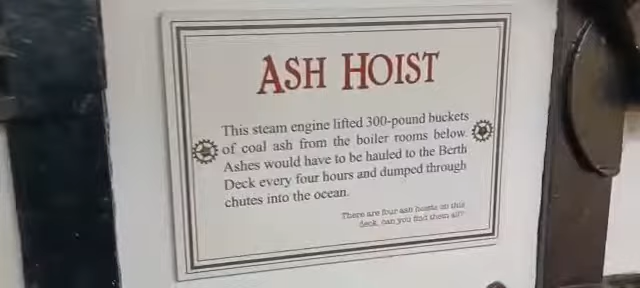 ASH HOIST
This steam engine lifted 300-pound buckets
of coal ash from the boiler rooms below.
Ashes would have to be hauled to the Berth
Deck every four hours and dumped through
chutes into the ocean.
There are four ash hoists on this
deck, can you find them all?